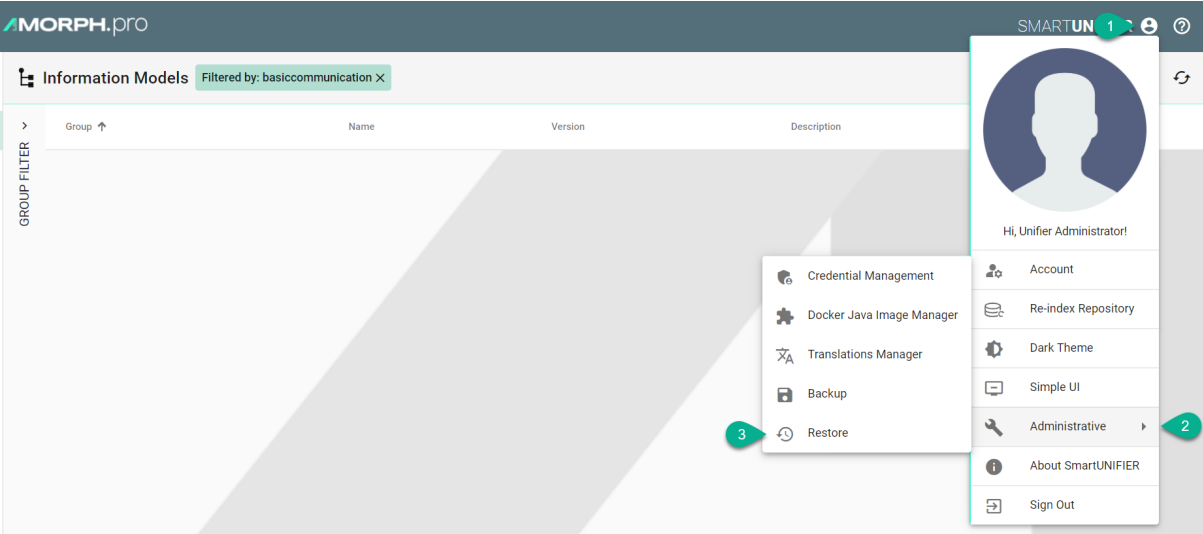 AMORPH.pro
SMARTUN R
1
Information Models
Filtered by: basiccommunication ×
Group
Name
Version
Description
GROUP FILTER
Hi, Unifier Administrator!
Account
Re-index Repository
Dark Theme
Simple UI
Administrative
2
About SmartUNIFIER
Sign Out
Credential Management
Docker Java Image Manager
Translations Manager
Backup
3
Restore